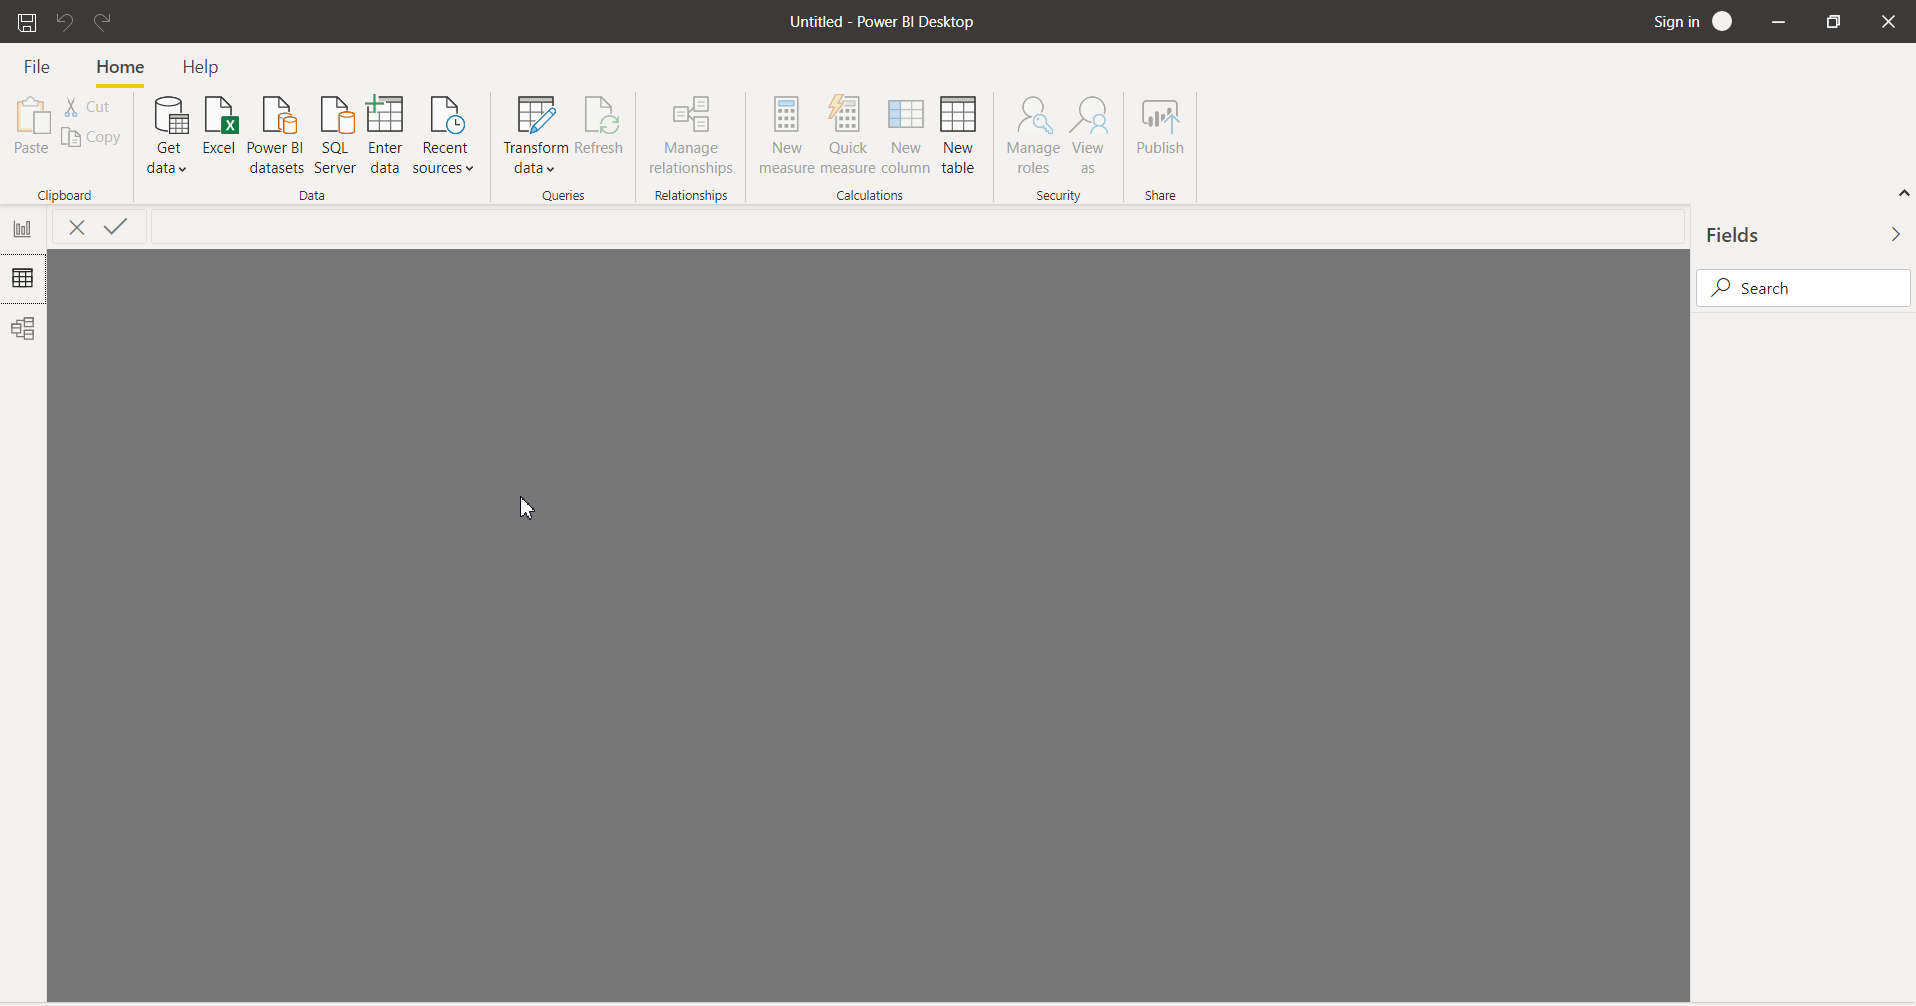 Untitled - Power BI Desktop
Sign in
File
Home
Help
Paste
Cut
Copy
Clipboard
Get
data
Excel
Power BI
datasets
SQL
Server
Enter
data
Recent
sources
Data
Transform
data
Refresh
Queries
Manage
relationships
Relationships
New
measure
Quick
measure
New
column
New
table
Calculations
Manage
roles
View
as
Security
Publish
Share
Fields
Search